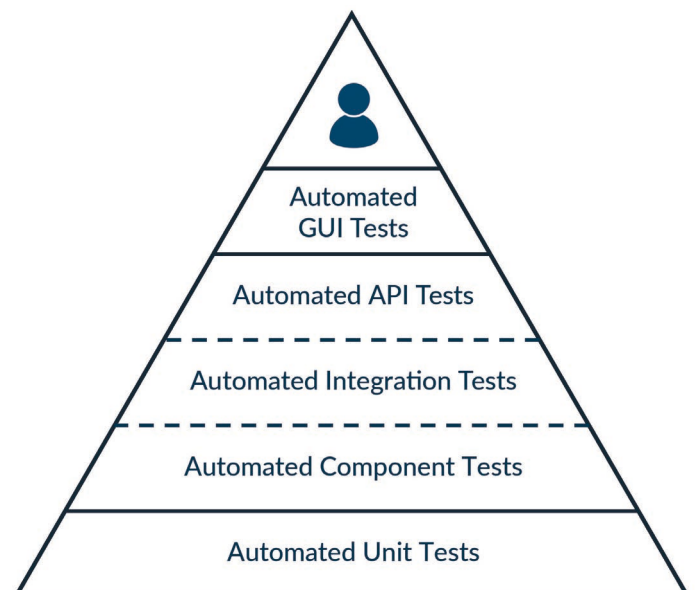 Automated
GUI Tests
Automated API Tests
Automated Integration Tests
Automated Component Tests
Automated Unit Tests